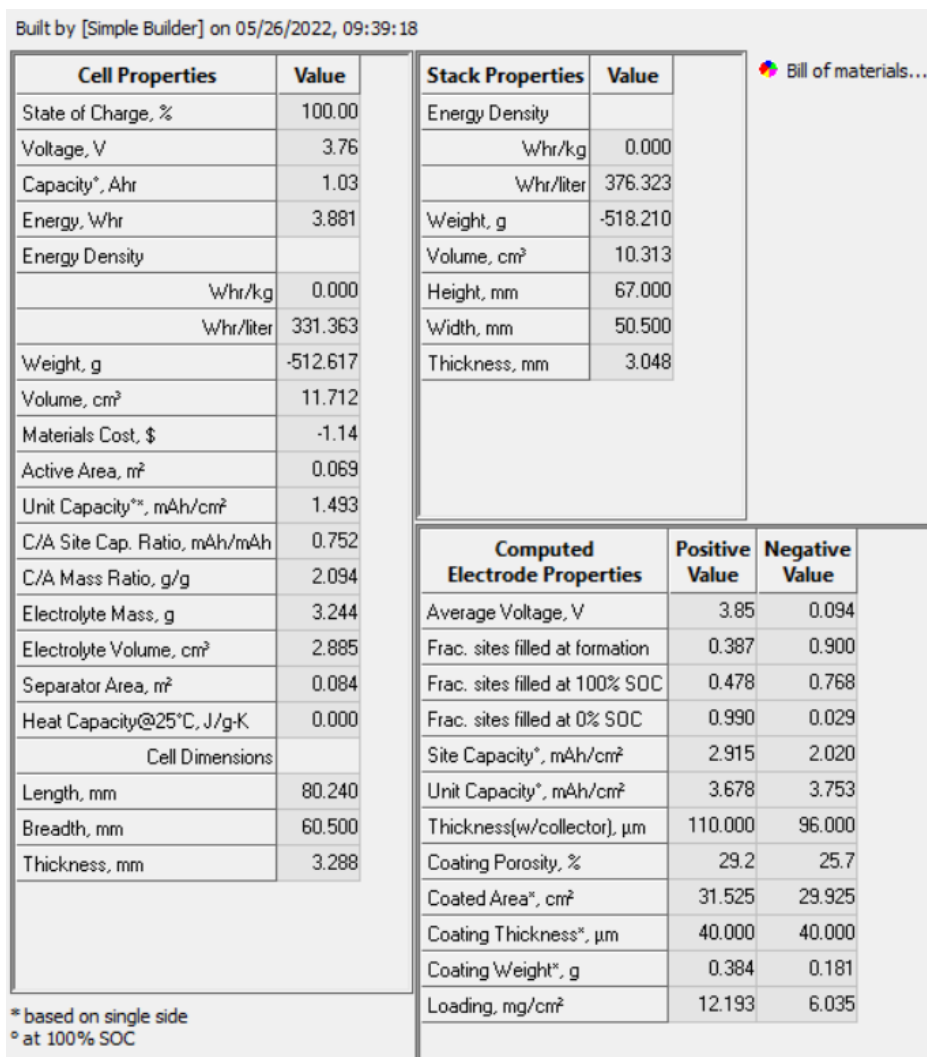 Built by [Simple Builder] on 05/26/2022, 09:39:18
Cell Properties Value
State of Charge, % 100.00
Voltage, V 3.76
Capacity°, Ahr 1.03
Energy, Whr 3.881
Energy Density
Whr/kg 0.000
Whr/liter 331.363
Weight, g -512.617
Volume, cm³ 11.712
Materials Cost, $ -1.14
Active Area, m² 0.069
Unit Capacity°*, mAh/cm² 1.493
C/A Site Cap. Ratio, mAh/mAh 0.752
C/A Mass Ratio, g/g 2.094
Electrolyte Mass, g 3.244
Electrolyte Volume, cm³ 2.885
Separator Area, m² 0.084
Heat Capacity@25°C, J/g-K 0.000
Cell Dimensions
Length, mm 80.240
Breadth, mm 60.500
Thickness, mm 3.288
* based on single side
° at 100% SOC
Stack Properties Value
Energy Density
Whr/kg 0.000
Whr/liter 376.323
Weight, g -518.210
Volume, cm³ 10.313
Height, mm 67.000
Width, mm 50.500
Thickness, mm 3.048
Bill of materials...
Computed Electrode Properties Positive Value Negative Value
Average Voltage, V 3.85 0.094
Frac. sites filled at formation 0.387 0.900
Frac. sites filled at 100% SOC 0.478 0.768
Frac. sites filled at 0% SOC 0.990 0.029
Site Capacity*, mAh/cm² 2.915 2.020
Unit Capacity*, mAh/cm² 3.678 3.753
Thickness(w/collector), µm 110.000 96.000
Coating Porosity, % 29.2 25.7
Coated Area*, cm² 31.525 29.925
Coating Thickness*, µm 40.000 40.000
Coating Weight*, g 0.384 0.181
Loading, mg/cm² 12.193 6.035